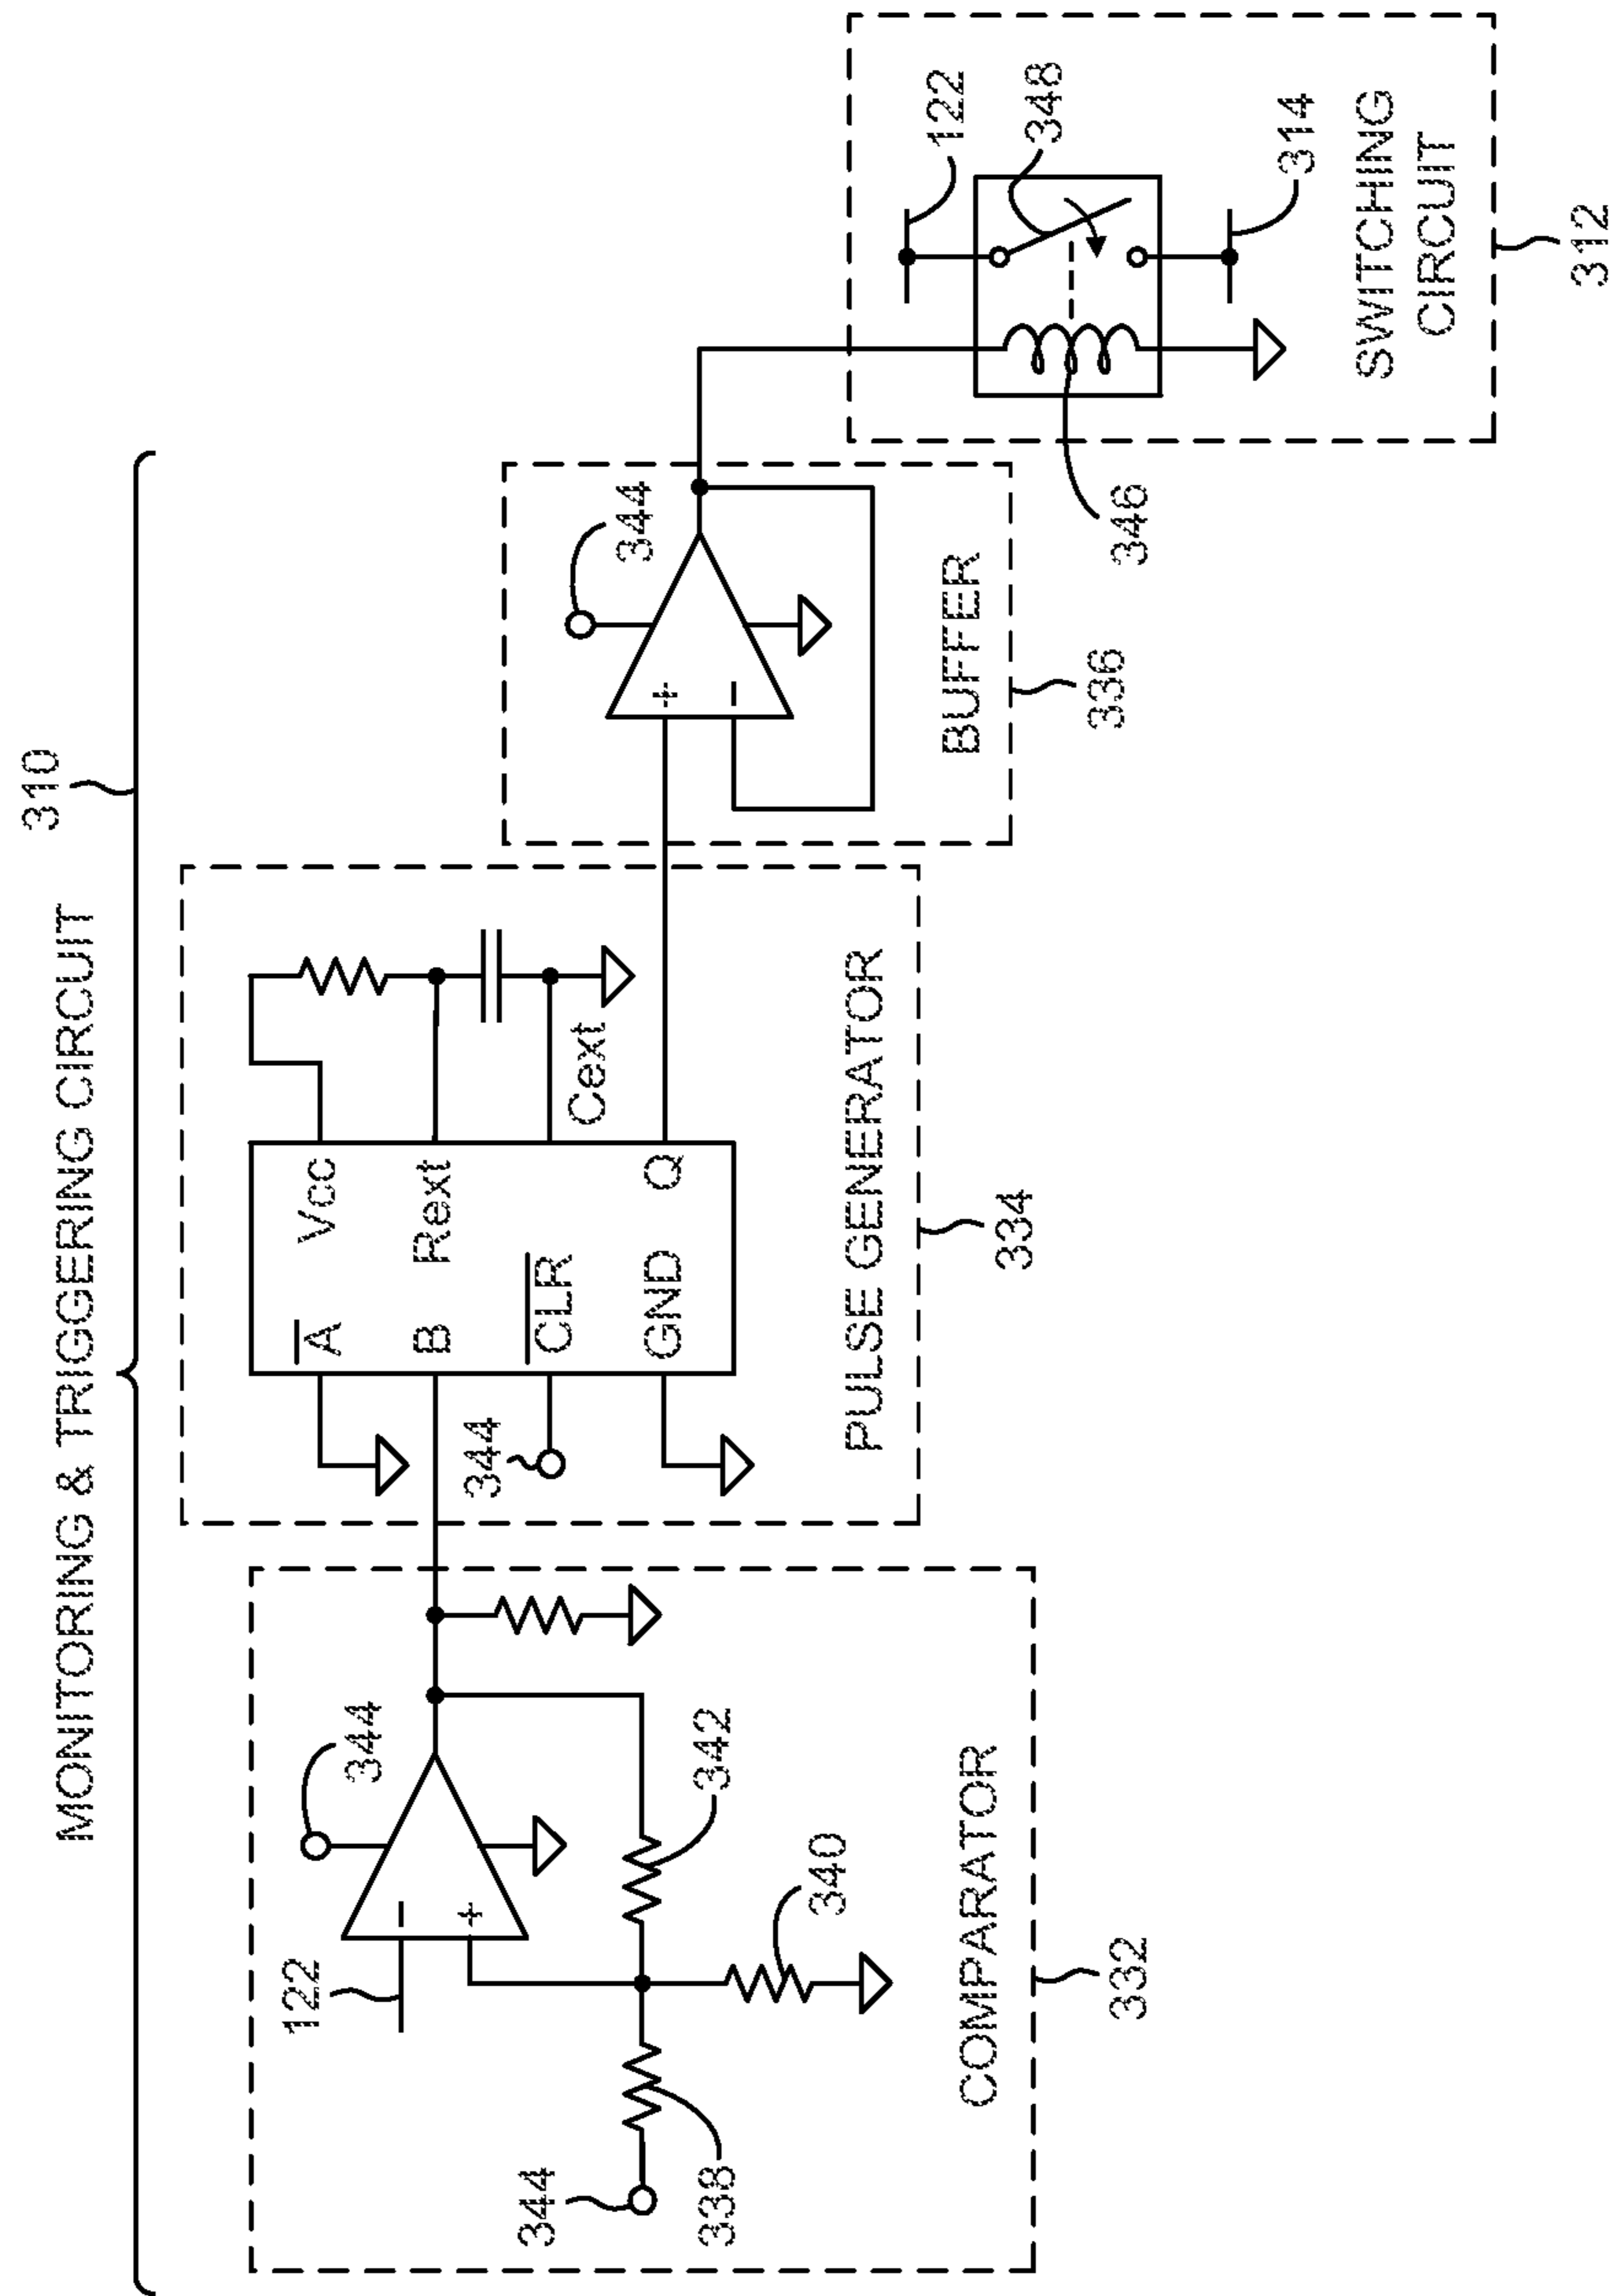 MONITORING & TRIGGERING CIRCUIT
310
344
122
−
+
344
338
340
342
COMPARATOR
332
A
B
CLR
GND
Vcc
Rext
Q
Cext
344
PULSE GENERATOR
334
344
+
−
BUFFER
336
122
348
346
314
SWITCHING
CIRCUIT
312
344